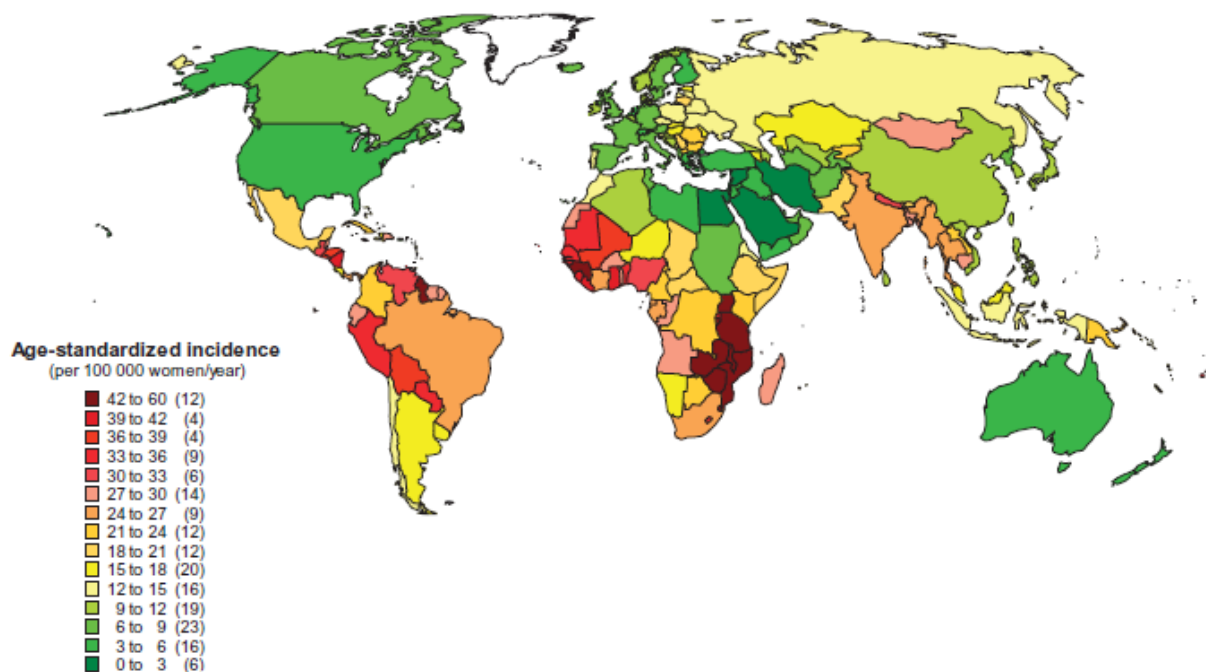 Age-standardized incidence
(per 100 000 women/year)
42 to 60 (12)
39 to 42 (4)
36 to 39 (4)
33 to 36 (9)
30 to 33 (6)
27 to 30 (14)
24 to 27 (9)
21 to 24 (12)
18 to 21 (12)
15 to 18 (20)
12 to 15 (16)
9 to 12 (19)
6 to 9 (23)
3 to 6 (16)
0 to 3 (6)